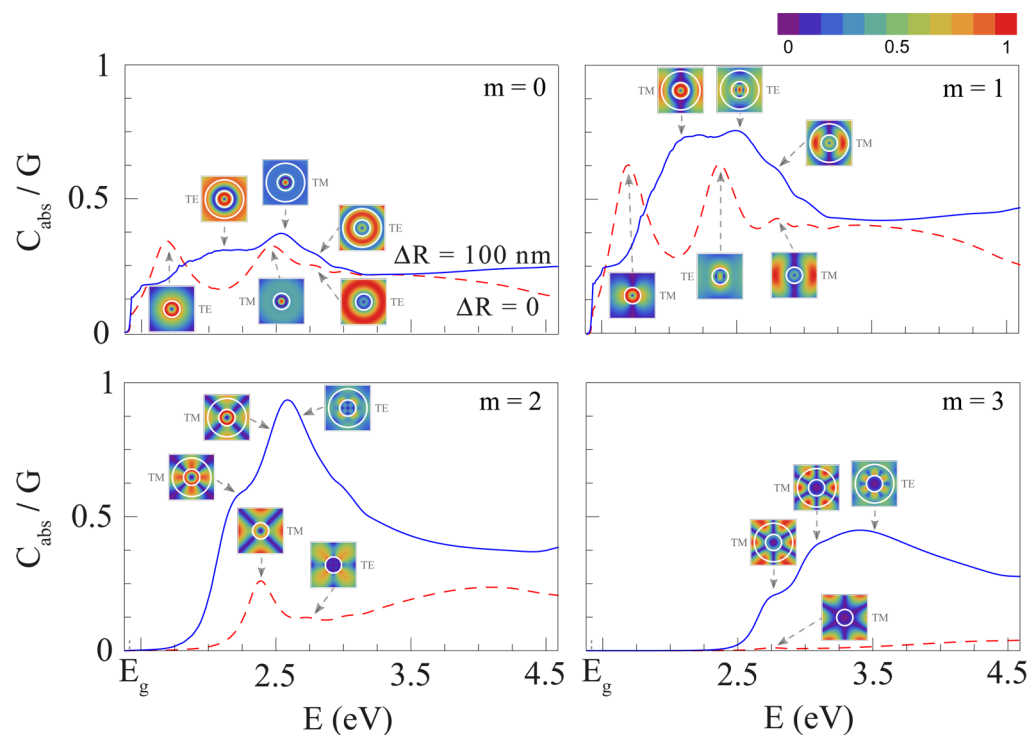 0 0.5 1
1
m = 0
m = 1
TM
TE
TM
C_abs / G
TE
TM
0.5
TE
ΔR = 100 nm
TE
TM
TE
ΔR = 0
TM
TE
TM
0
1
m = 2
m = 3
TM
TE
TM
C_abs / G
TM
TE
0.5
TM
TE
TM
0
E_g 2.5 3.5 4.5
E_g 2.5 3.5 4.5
E (eV)
E (eV)